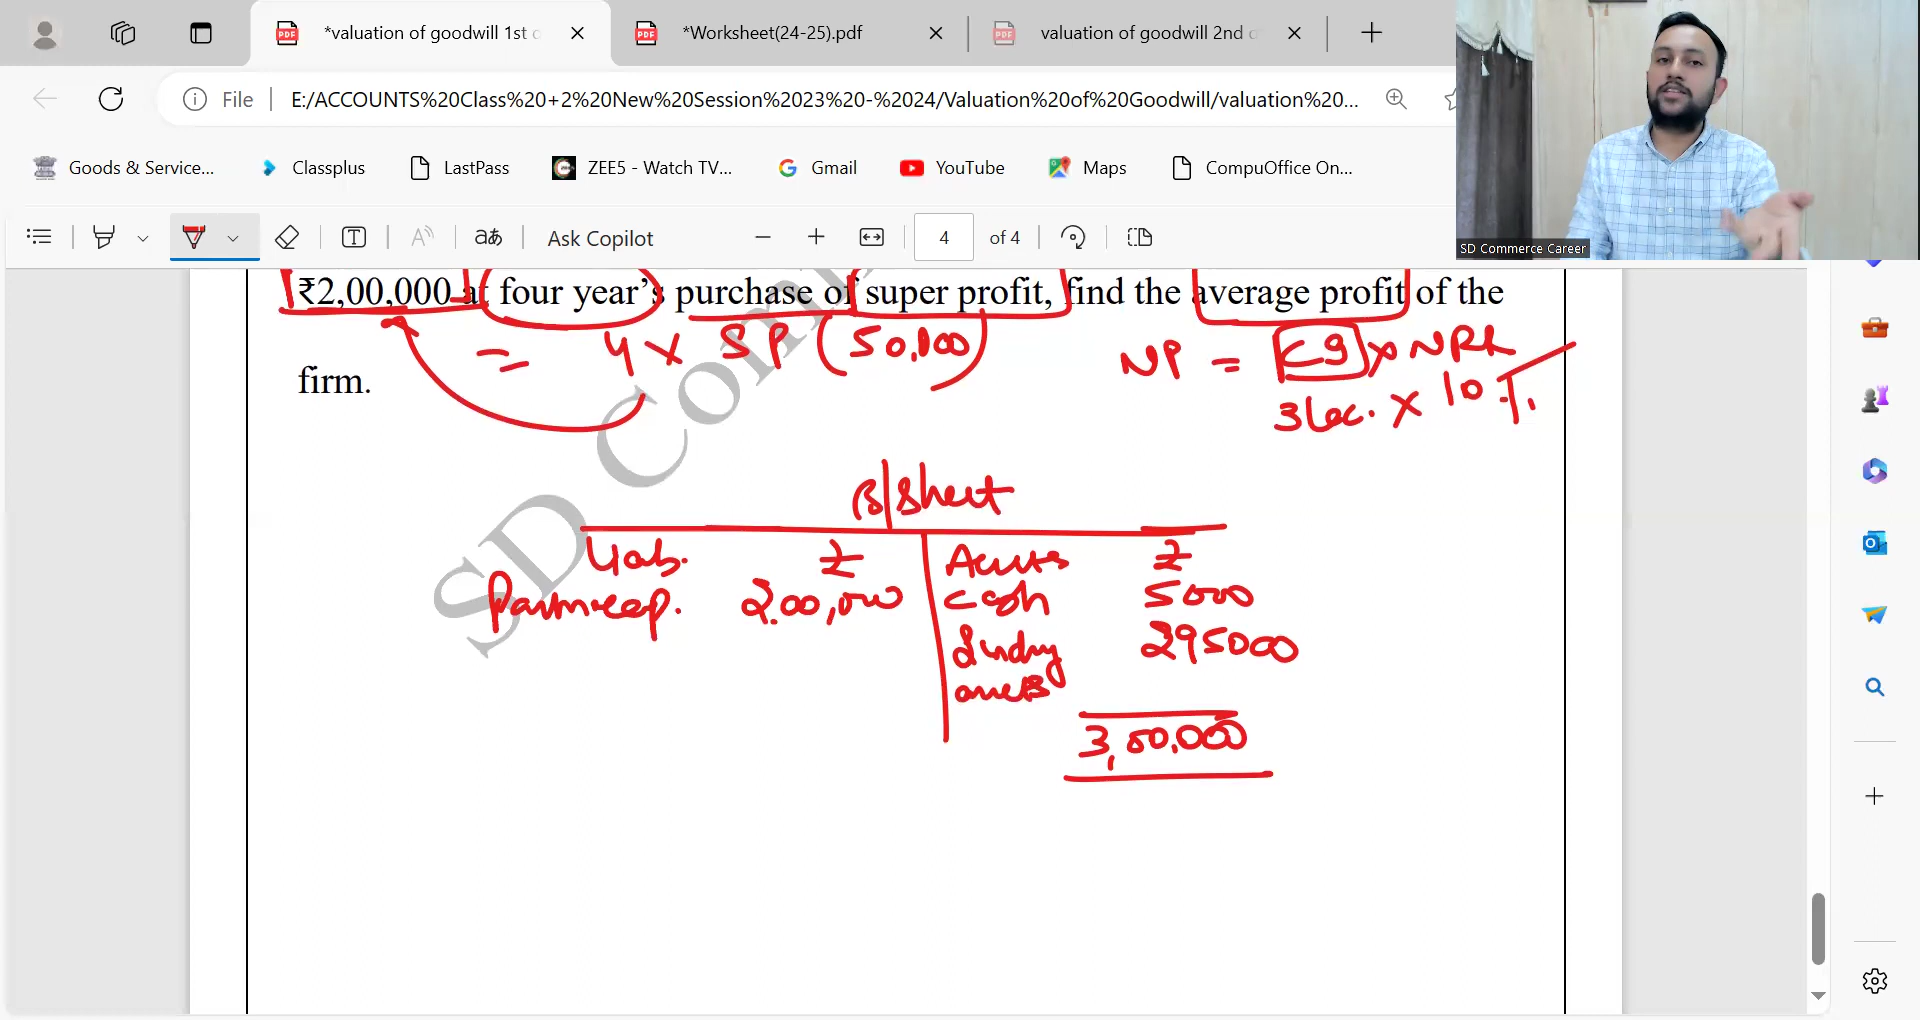 *valuation of goodwill 1st c
*Worksheet(24-25).pdf
valuation of goodwill 2nd
File
E:/ACCOUNTS%20Class%20+2%20New%20Session%202023%20-%2024/Valuation%20of%20Goodwill/valuation%20...
Goods & Service...
Classplus
LastPass
ZEE5 - Watch TV...
Gmail
YouTube
Maps
CompuOffice On...
Ask Copilot
4 of 4
SD Commerce Career
₹2,00,000 at four year's purchase of super profit, find the average profit of the
firm.
= 4 x SP (50,000)
NP = CE x NRR
3 Lac. x 10%
SD Com
B/Sheet
Liab. ₹ Assets ₹
2,00,000 Cash 5000
Sundry 295000
assets
3,00,000